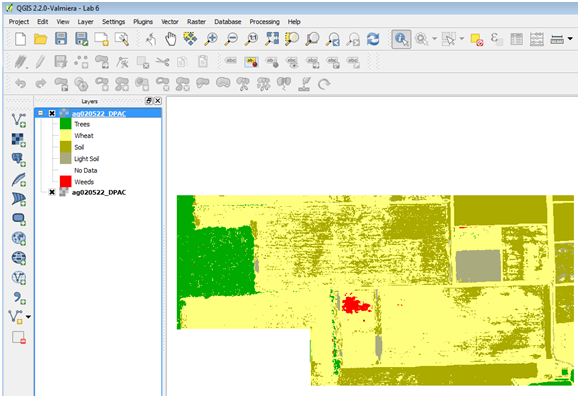 QGIS 2.2.0-Valmiera - Lab 6
Project Edit View Layer Settings Plugins Vector Raster Database Processing Help
Layers
ag020522_DPAC
Trees
Wheat
Soil
Light Soil
No Data
Weeds
ag020522_DPAC